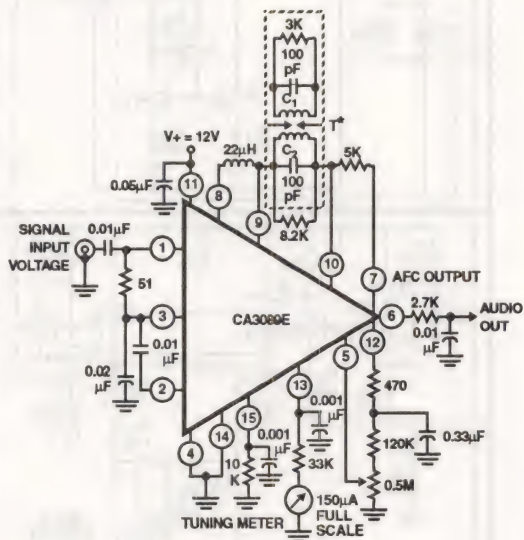 3K
100
pF
C1
T*
C2
100
pF
8.2K
V+ = 12V
22µH
5K
0.05µF
11
8
9
10
7
AFC OUTPUT
SIGNAL
INPUT
VOLTAGE
0.01µF
1
51
3
0.01
µF
0.02
µF
2
CA3089E
6
2.7K
AUDIO
OUT
0.01
µF
12
5
13
15
14
4
470
0.001
µF
0.001
µF
120K
0.33µF
10
K
33K
0.5M
TUNING METER
150µA
FULL
SCALE